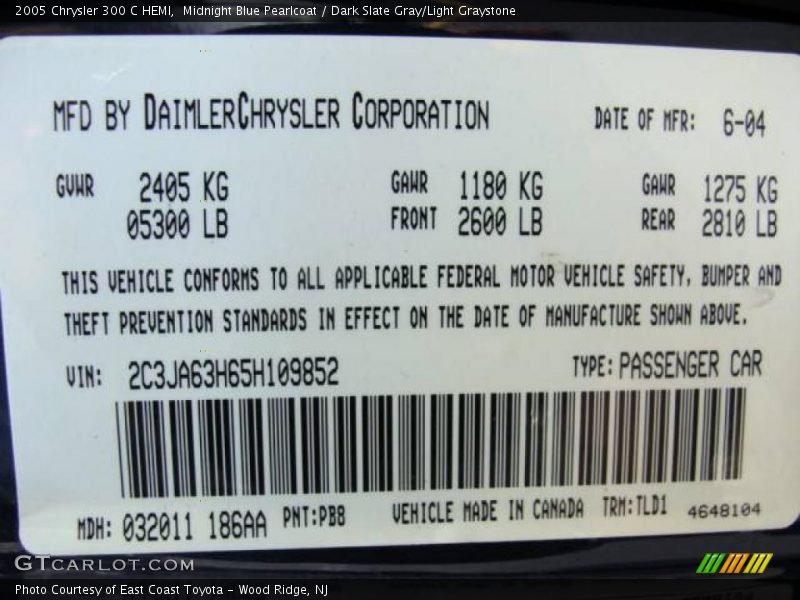 2005 Chrysler 300 C HEMI,  Midnight Blue Pearlcoat / Dark Slate Gray/Light Graystone
MFD BY DAIMLERCHRYSLER CORPORATION
DATE OF MFR: 6-04
GVWR 2405 KG
05300 LB
GAWR 1180 KG
FRONT 2600 LB
GAWR 1275 KG
REAR 2810 LB
THIS VEHICLE CONFORMS TO ALL APPLICABLE FEDERAL MOTOR VEHICLE SAFETY, BUMPER AND
THEFT PREVENTION STANDARDS IN EFFECT ON THE DATE OF MANUFACTURE SHOWN ABOVE.
VIN: 2C3JA63H65H109852
TYPE: PASSENGER CAR
MDH: 032011 186AA
PNT:PB8
VEHICLE MADE IN CANADA
TRM:TLD1
4648104
GTCARLOT.COM
Photo Courtesy of East Coast Toyota – Wood Ridge, NJ